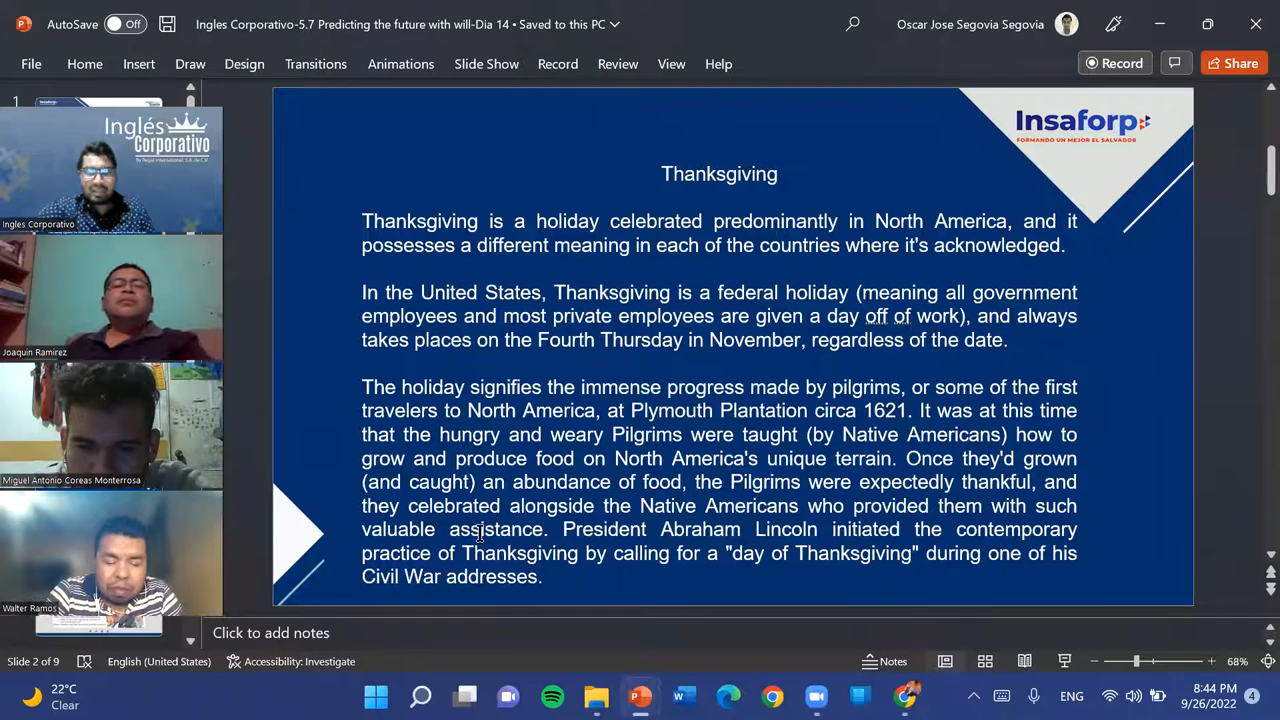 AutoSave Off Ingles Corporativo-5.7 Predicting the future with will-Dia 14 • Saved to this PC Oscar Jose Segovia Segovia
File Home Insert Draw Design Transitions Animations Slide Show Record Review View Help Record Share
1
Inglés
Corporativo
By Regal International, S.A. de C.V.
Ingles Corporativo
Joaquin Ramirez
Miguel Antonio Coreas Monterrosa
Walter Ramos
Insaforp
FORMANDO UN MEJOR EL SALVADOR
Thanksgiving
Thanksgiving is a holiday celebrated predominantly in North America, and it
possesses a different meaning in each of the countries where it's acknowledged.
In the United States, Thanksgiving is a federal holiday (meaning all government
employees and most private employees are given a day off of work), and always
takes places on the Fourth Thursday in November, regardless of the date.
The holiday signifies the immense progress made by pilgrims, or some of the first
travelers to North America, at Plymouth Plantation circa 1621. It was at this time
that the hungry and weary Pilgrims were taught (by Native Americans) how to
grow and produce food on North America's unique terrain. Once they'd grown
(and caught) an abundance of food, the Pilgrims were expectedly thankful, and
they celebrated alongside the Native Americans who provided them with such
valuable assistance. President Abraham Lincoln initiated the contemporary
practice of Thanksgiving by calling for a "day of Thanksgiving" during one of his
Civil War addresses.
Click to add notes
Slide 2 of 9 English (United States) Accessibility: Investigate Notes 68%
22°C
Clear
ENG
8:44 PM
9/26/2022
4